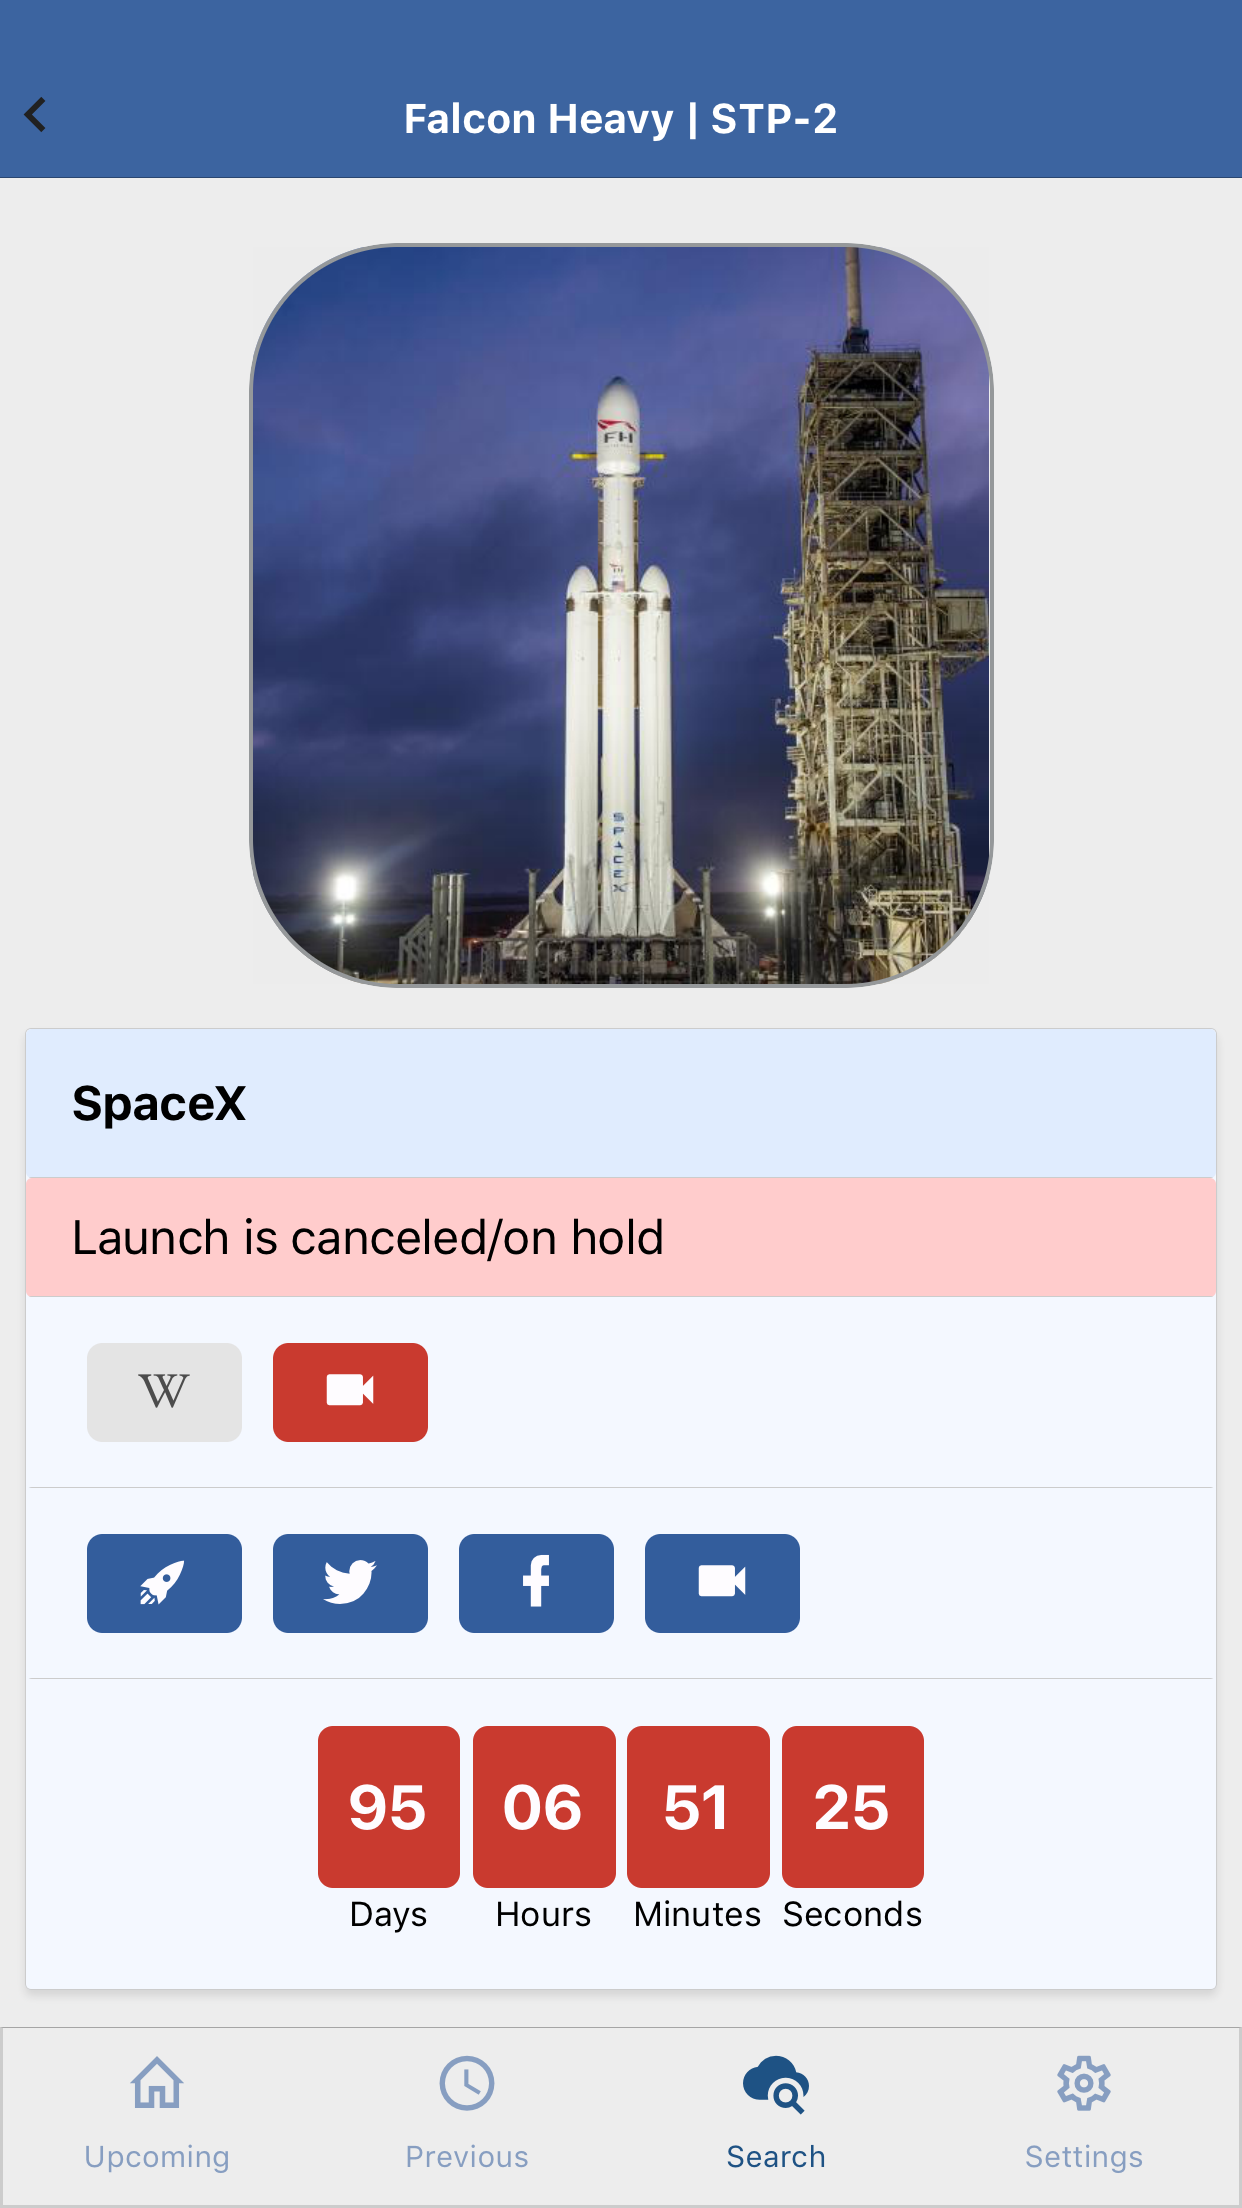 Falcon Heavy | STP-2
FH
SPACEX
SpaceX
Launch is canceled/on hold
W
95 06 51 25
Days Hours Minutes Seconds
Upcoming Previous Search Settings